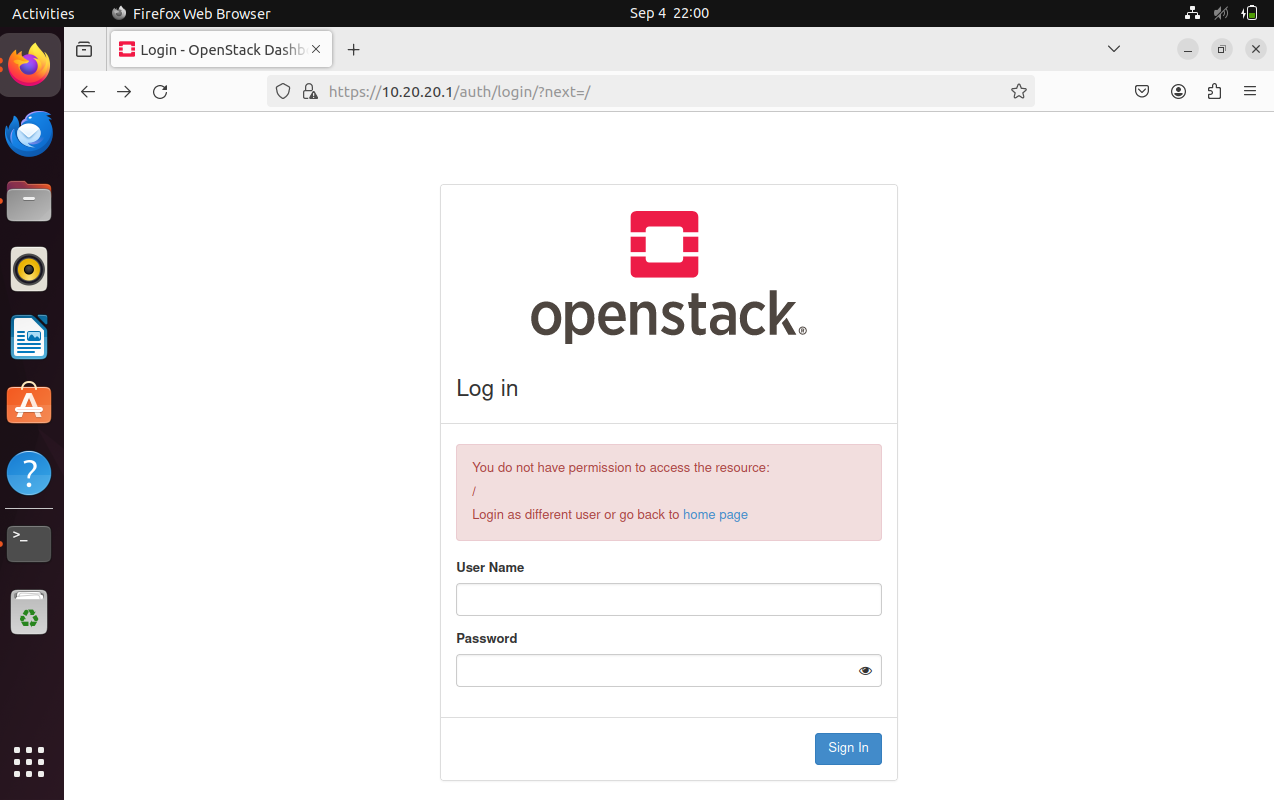 Activities
Firefox Web Browser
Sep 4 22:00
Login - OpenStack Dashb
https://10.20.20.1/auth/login/?next=/
openstack®
Log in
You do not have permission to access the resource:
/
Login as different user or go back to home page
User Name
Password
Sign In